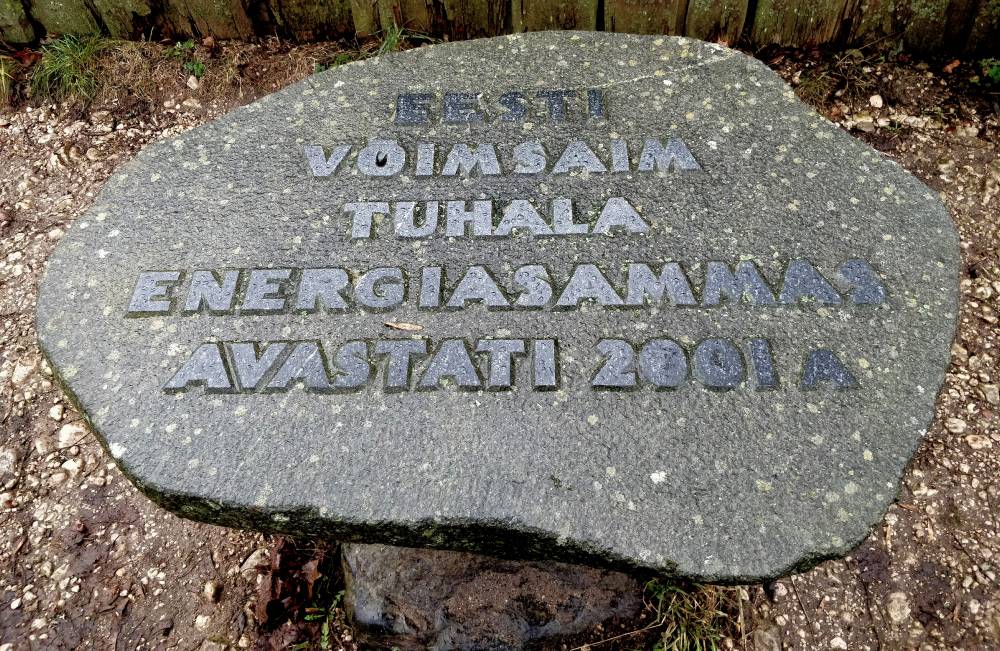 EESTI
VÕIMSAIM
TUHALA
ENERGIASAMMAS
AVASTATI 2001 A